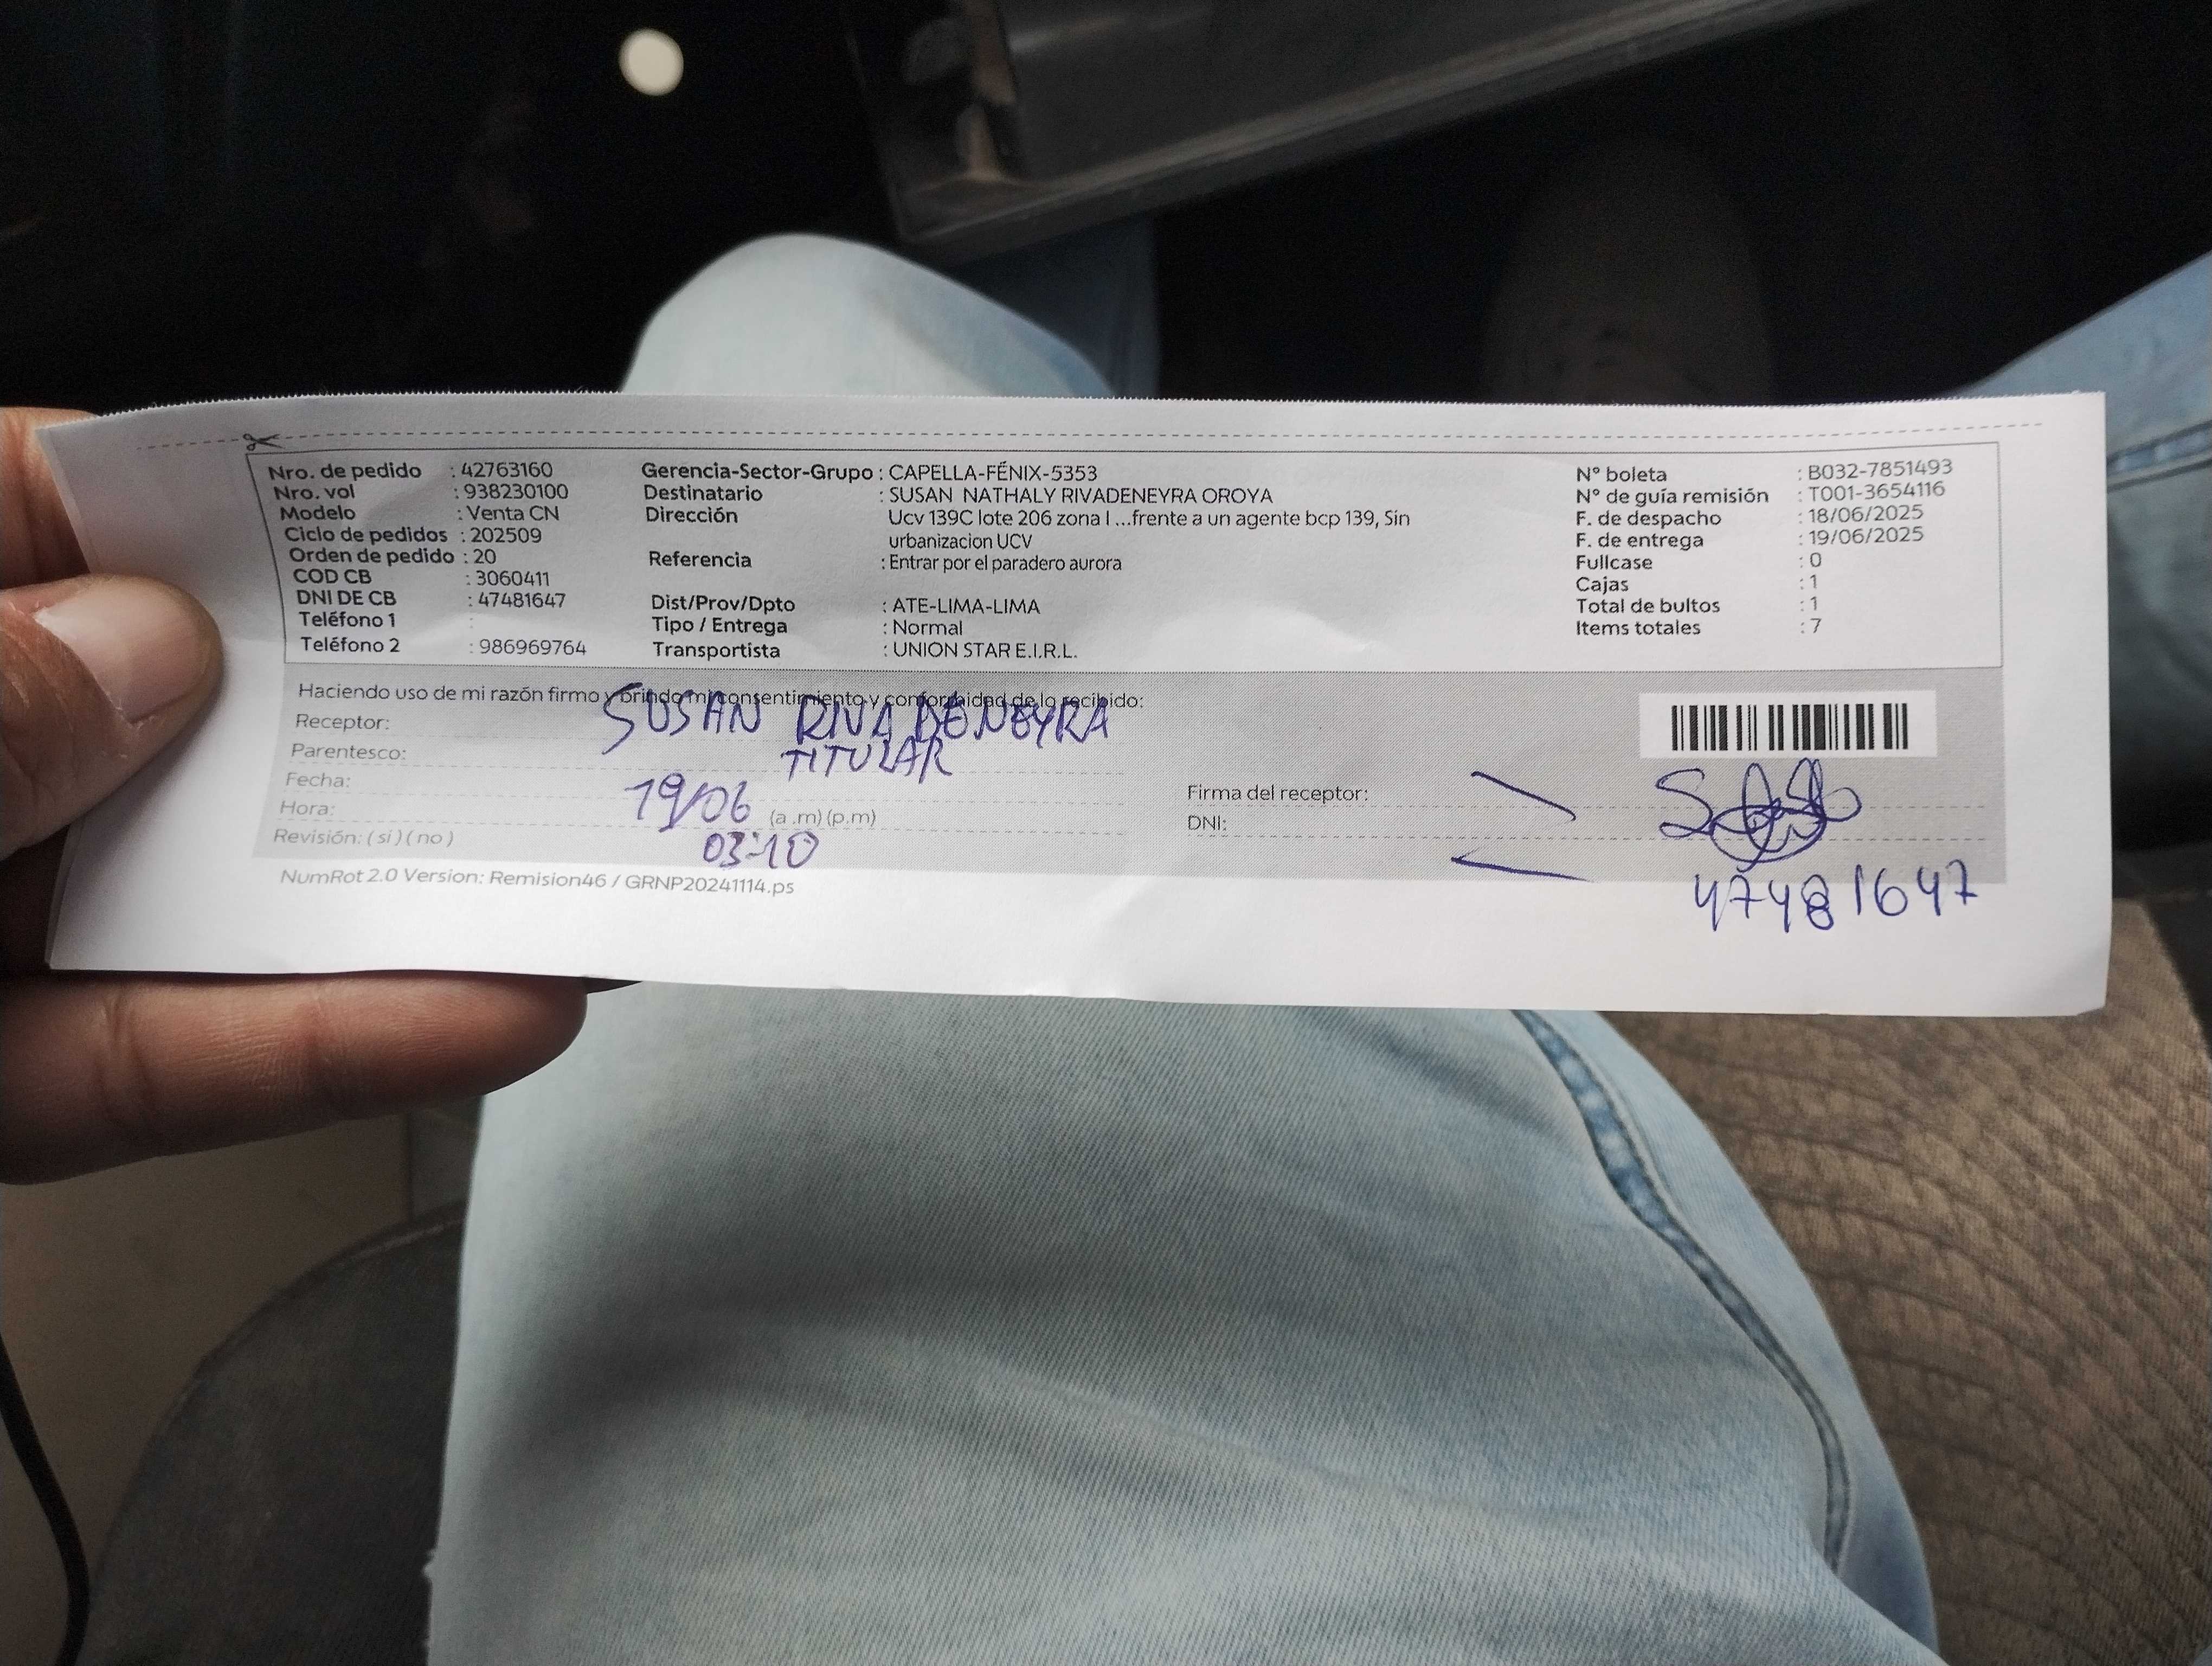 Nro. de pedido : 42763160
Nro. vol : 938230100
Modelo : Venta CN
Ciclo de pedidos : 202509
Orden de pedido : 20
COD CB : 3060411
DNI DE CB : 47481647
Teléfono 1 :
Teléfono 2 : 986969764
Gerencia-Sector-Grupo : CAPELLA-FÉNIX-5353
Destinatario : SUSAN NATHALY RIVADENEYRA OROYA
Dirección Ucv 139C lote 206 zona I ...frente a un agente bcp 139, Sin
urbanizacion UCV
Referencia : Entrar por el paradero aurora
Dist/Prov/Dpto : ATE-LIMA-LIMA
Tipo / Entrega : Normal
Transportista : UNION STAR E.I.R.L.
N° boleta : B032-7851493
N° de guía remisión : T001-3654116
F. de despacho : 18/06/2025
F. de entrega : 19/06/2025
Fullcase : 0
Cajas : 1
Total de bultos : 1
Items totales : 7
Haciendo uso de mi razón firmo y brindo mi consentimiento y conformidad de lo recibido:
Receptor: SUSAN RIVADENEYRA
Parentesco: TITULAR
Fecha: 19/06
Hora: (a .m) (p.m) 03:10
Revisión: ( si ) ( no )
Firma del receptor:
DNI: 47481647
NumRot 2.0 Version: Remision46 / GRNP20241114.ps